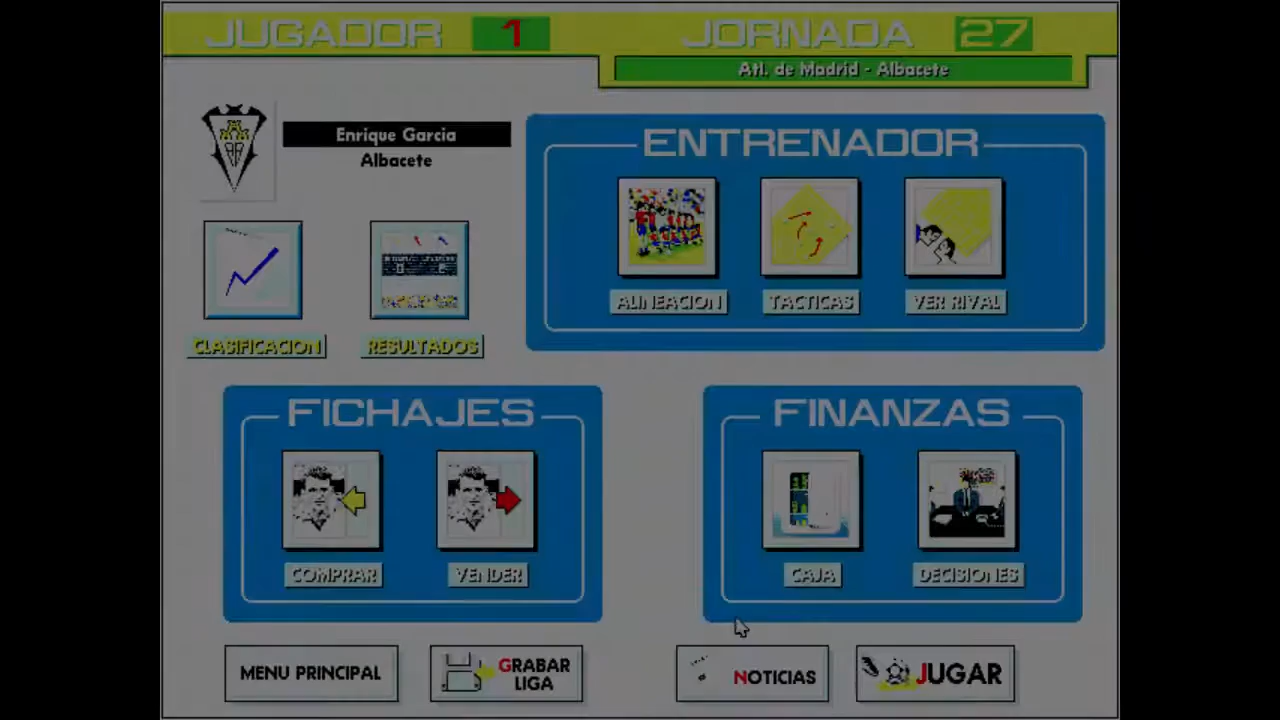 JUGADOR 1
JORNADA 27
Atl. de Madrid - Albacete
Enrique Garcia
Albacete
ENTRENADOR
ALINEACION
TACTICAS
VER RIVAL
CLASIFICACION
RESULTADOS
FICHAJES
COMPRAR
VENDER
FINANZAS
CAJA
DECISIONES
MENU PRINCIPAL
GRABAR
LIGA
NOTICIAS
JUGAR